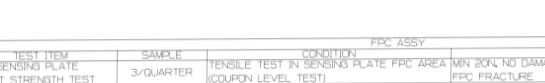 FPC ASSY
TEST ITEM SAMPLE CONDITION
SENSING PLATE 3/QUARTER TENSILE TEST IN SENSING PLATE FPC AREA MIN 20N, NO
STRENGTH TEST (COUPON LEVEL TEST) FPC FRACTURE